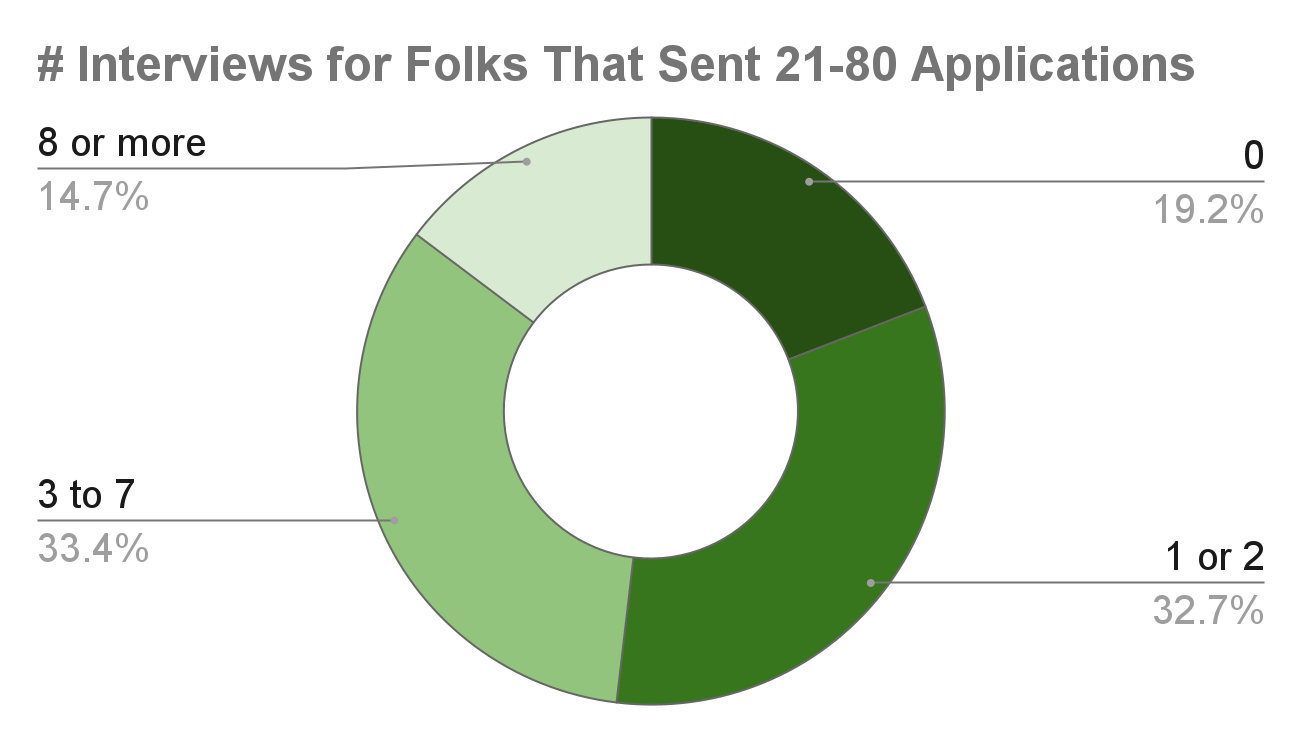 # Interviews for Folks That Sent 21-80 Applications
8 or more
14.7%
0
19.2%
3 to 7
33.4%
1 or 2
32.7%